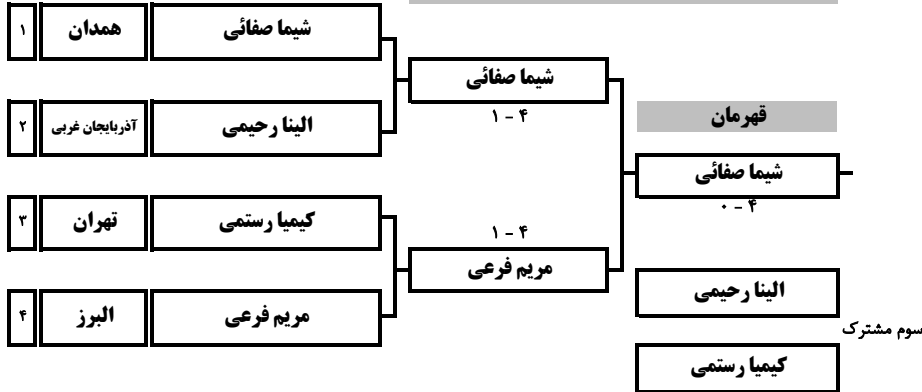 ۱ همدان شیما صفائی
۲ آذربایجان غربی الینا رحیمی
۳ تهران کیمیا رستمی
۴ البرز مریم فرعی
شیما صفائی
۴ - ۱
۴ - ۱
مریم فرعی
قهرمان
شیما صفائی
۴ - ۰
الینا رحیمی
سوم مشترک
کیمیا رستمی